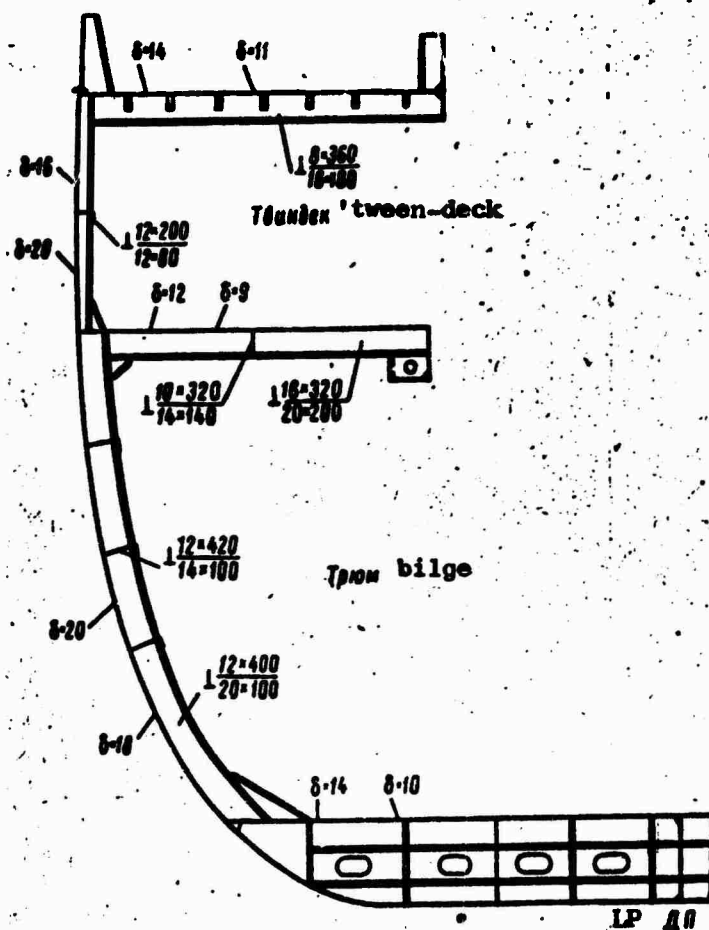 δ=14 δ=11
⊥ 8×360
δ=16
Твиндек 'tween-deck
⊥ 12×200
12×80
δ=20
δ=12 δ=9
⊥ 10×320
14×140
⊥ 16×320
20×200
⊥ 12×420
14×100
Трюм bilge
δ=20
⊥ 12×400
20×100
δ=18
δ=14 δ=10
LP ДП